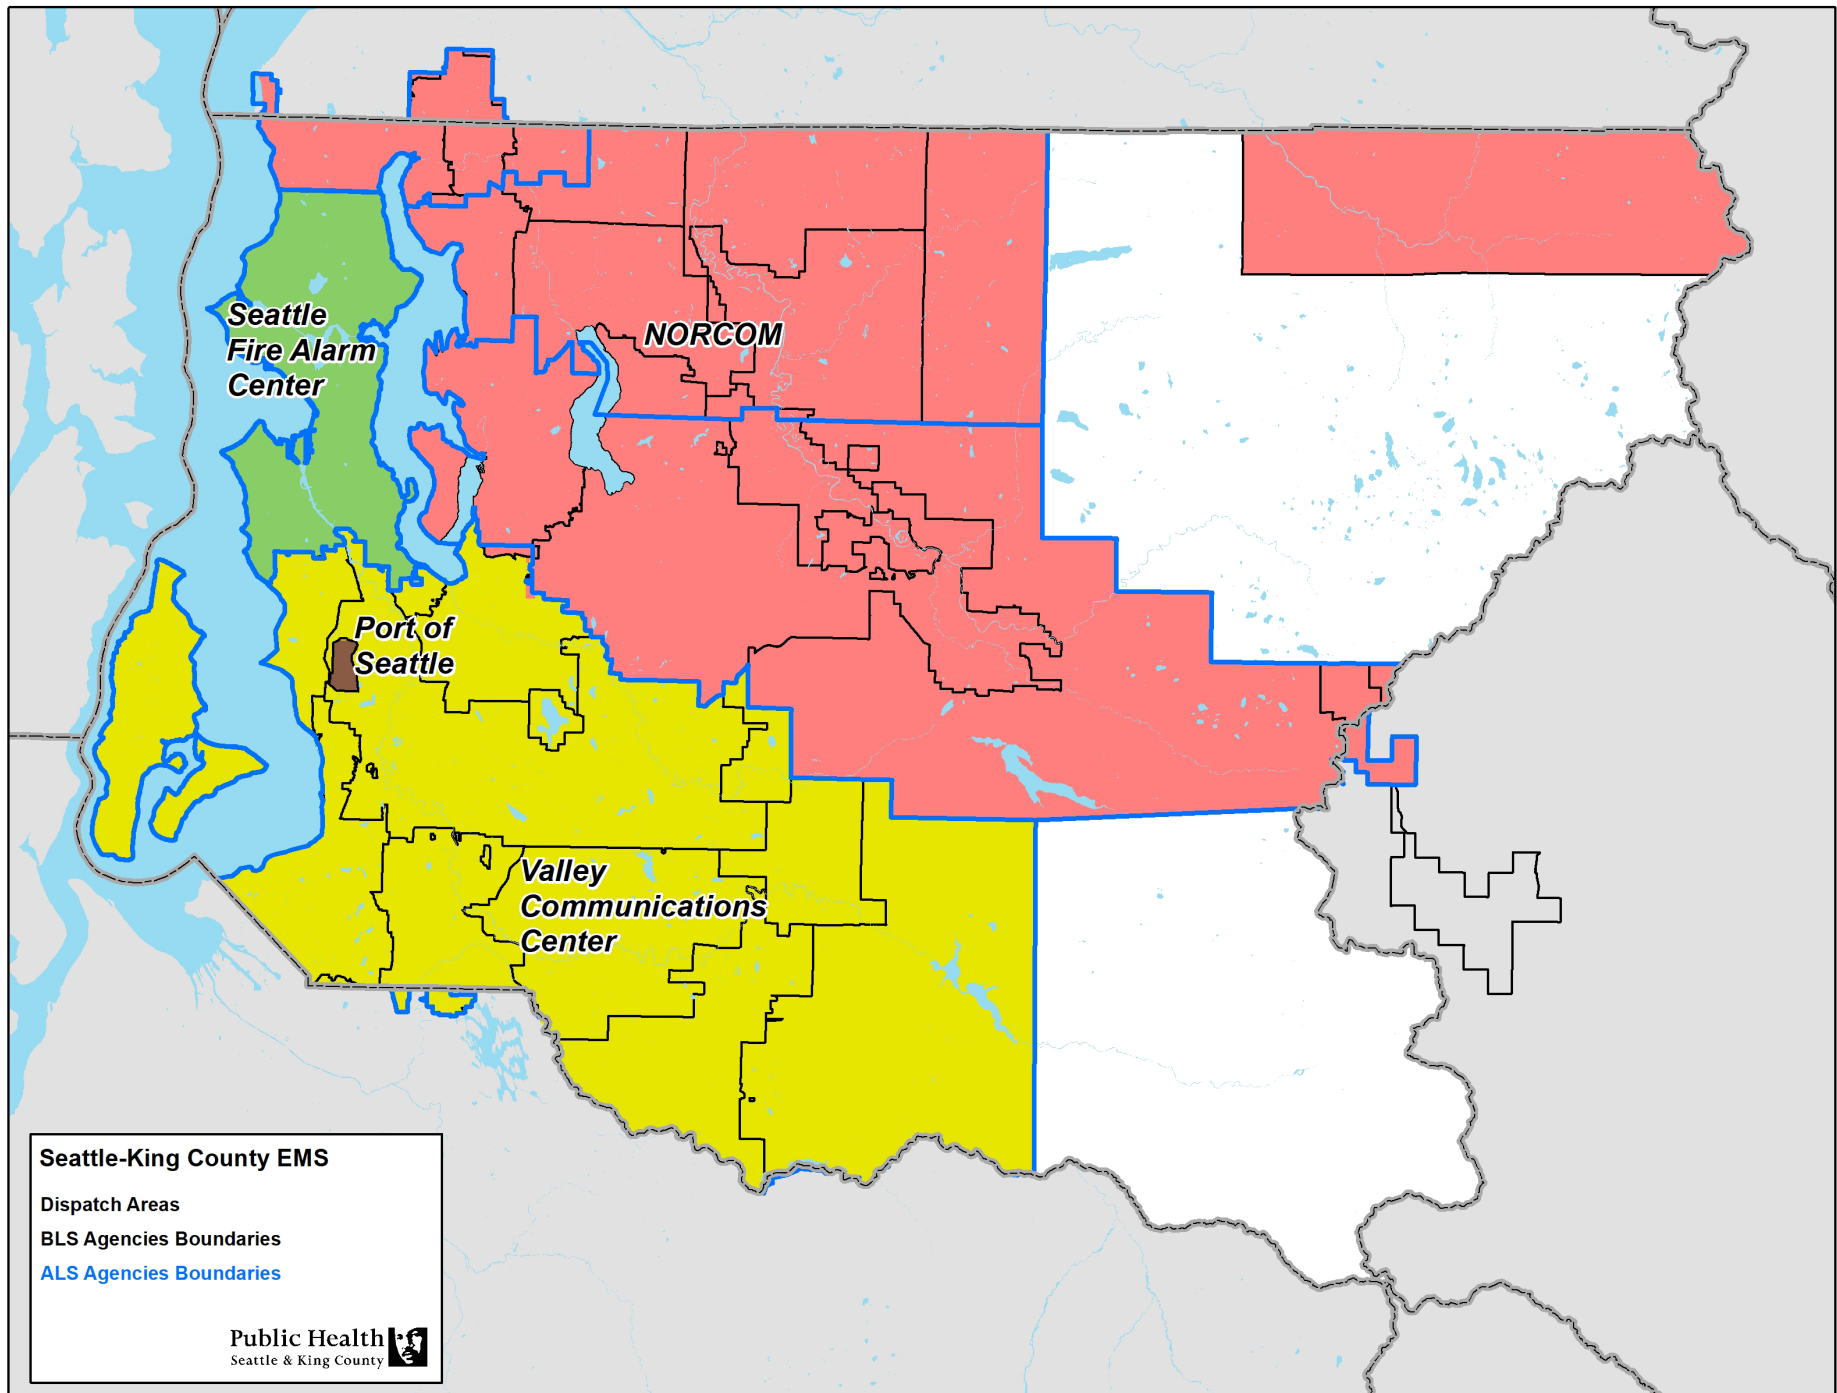 Seattle
Fire Alarm
Center
NORCOM
Port of
Seattle
Valley
Communications
Center
Seattle-King County EMS
Dispatch Areas
BLS Agencies Boundaries
ALS Agencies Boundaries
Public Health
Seattle & King County